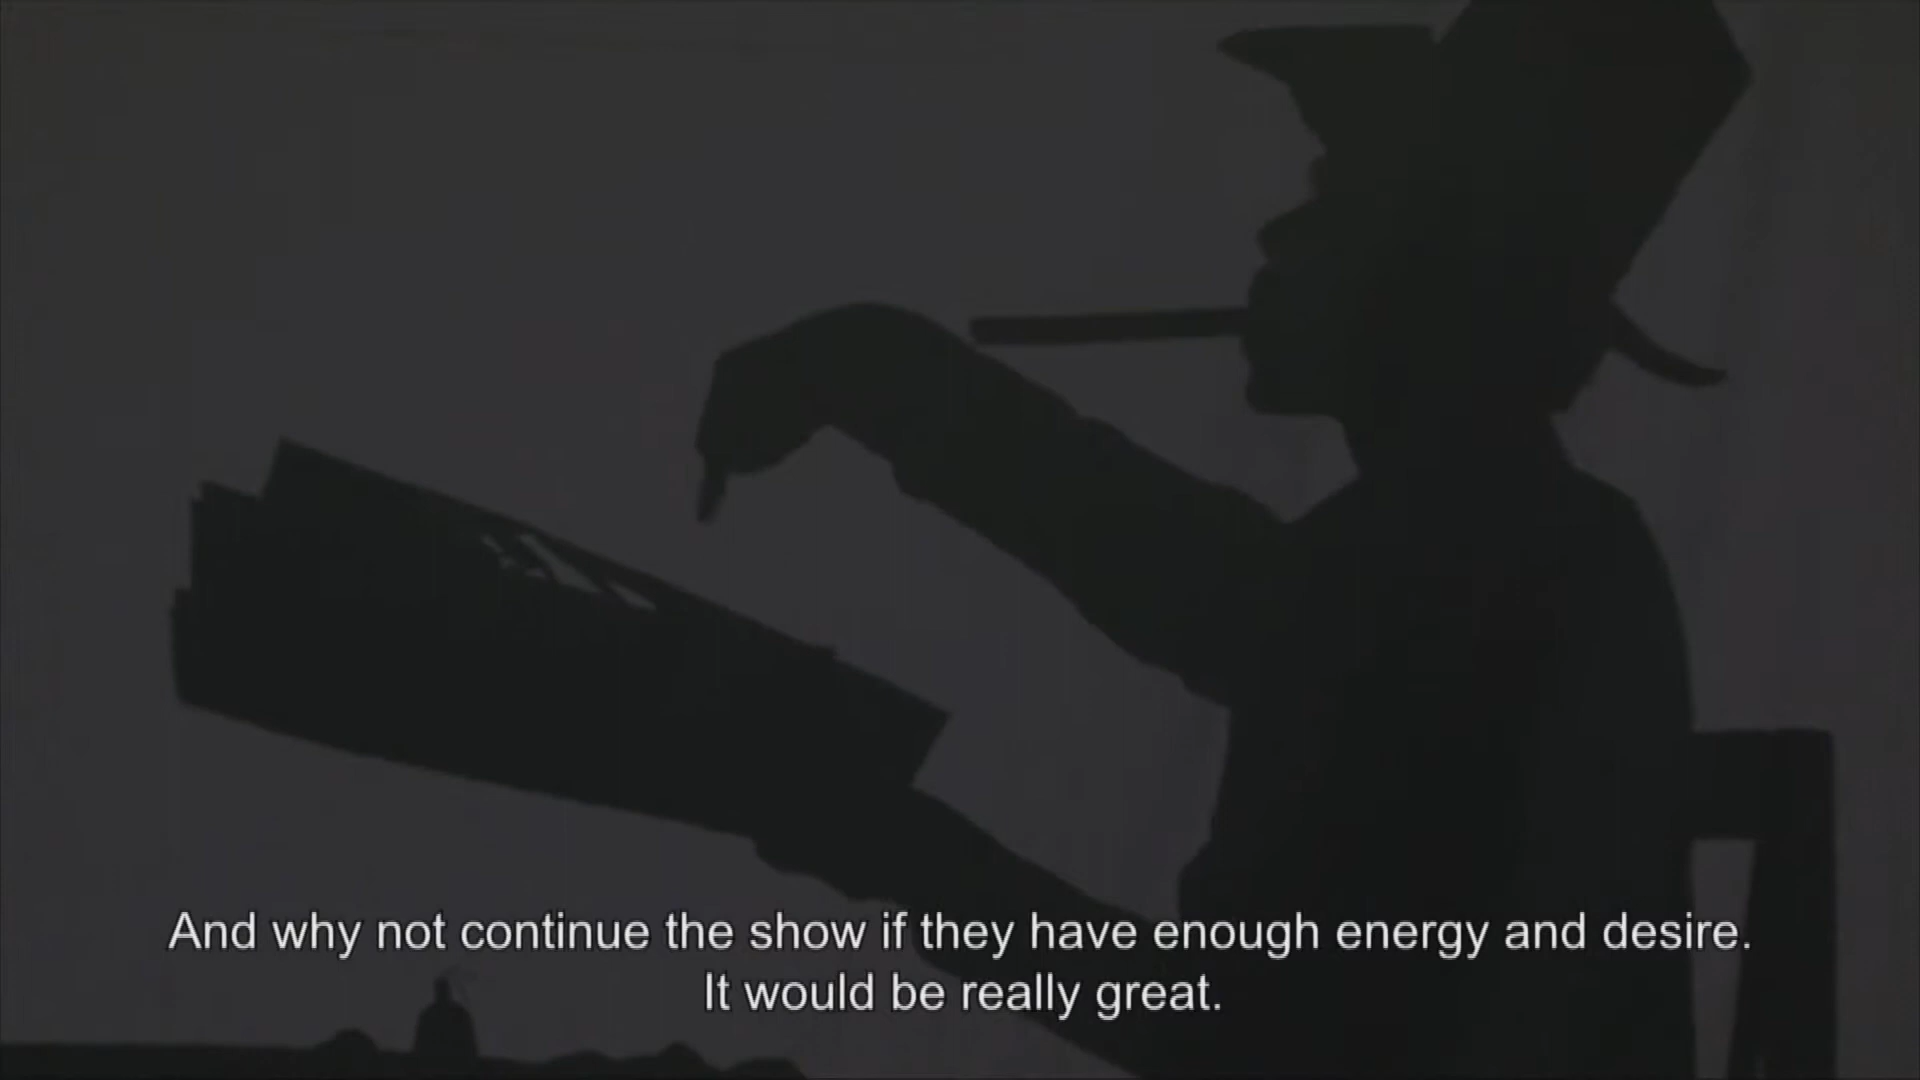 And why not continue the show if they have enough energy and desire.
It would be really great.